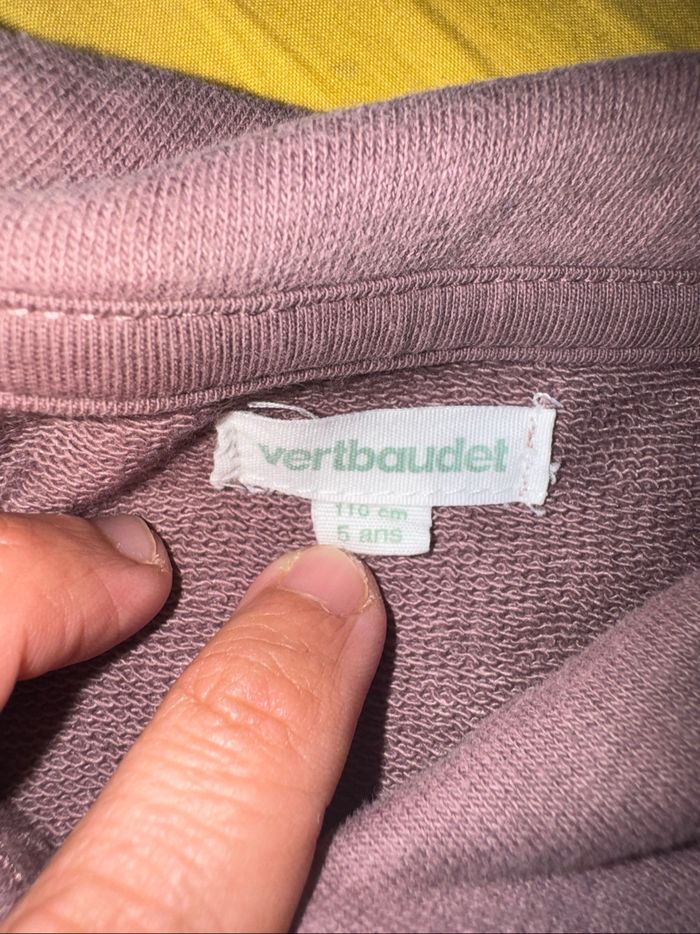 vertbaudet
110 cm
5 ans